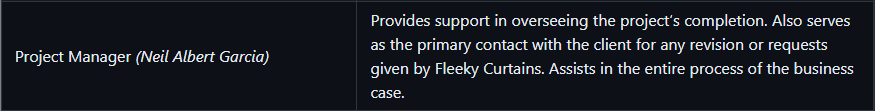 Project Manager (Neil Albert Garcia)
Provides support in overseeing the project's completion. Also serves
as the primary contact with the client for any revision or requests
given by Fleeky Curtains. Assists in the entire process of the business
case.